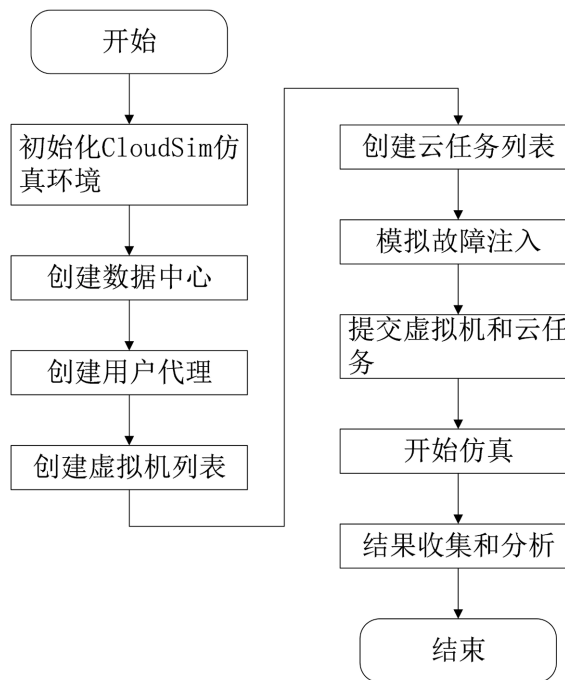 开始
初始化CloudSim仿
真环境
创建数据中心
创建用户代理
创建虚拟机列表
创建云任务列表
模拟故障注入
提交虚拟机和云任
务
开始仿真
结果收集和分析
结束